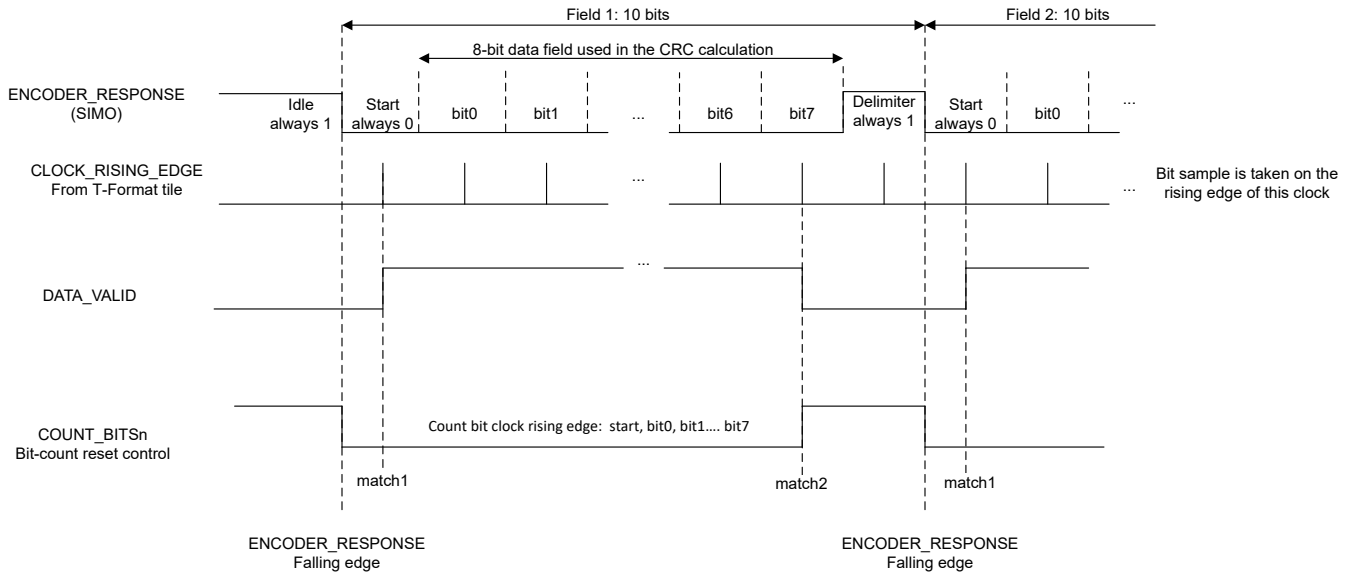 Field 1: 10 bits
Field 2: 10 bits
8-bit data field used in the CRC calculation
ENCODER_RESPONSE
(SIMO)
Idle
always 1
Start
always 0
bit0
bit1
...
bit6
bit7
Delimiter
always 1
Start
always 0
bit0
...
CLOCK_RISING_EDGE
From T-Format tile
...
...
Bit sample is taken on the
rising edge of this clock
DATA_VALID
...
COUNT_BITSn
Bit-count reset control
Count bit clock rising edge: start, bit0, bit1.... bit7
match1
match2
match1
ENCODER_RESPONSE
Falling edge
ENCODER_RESPONSE
Falling edge